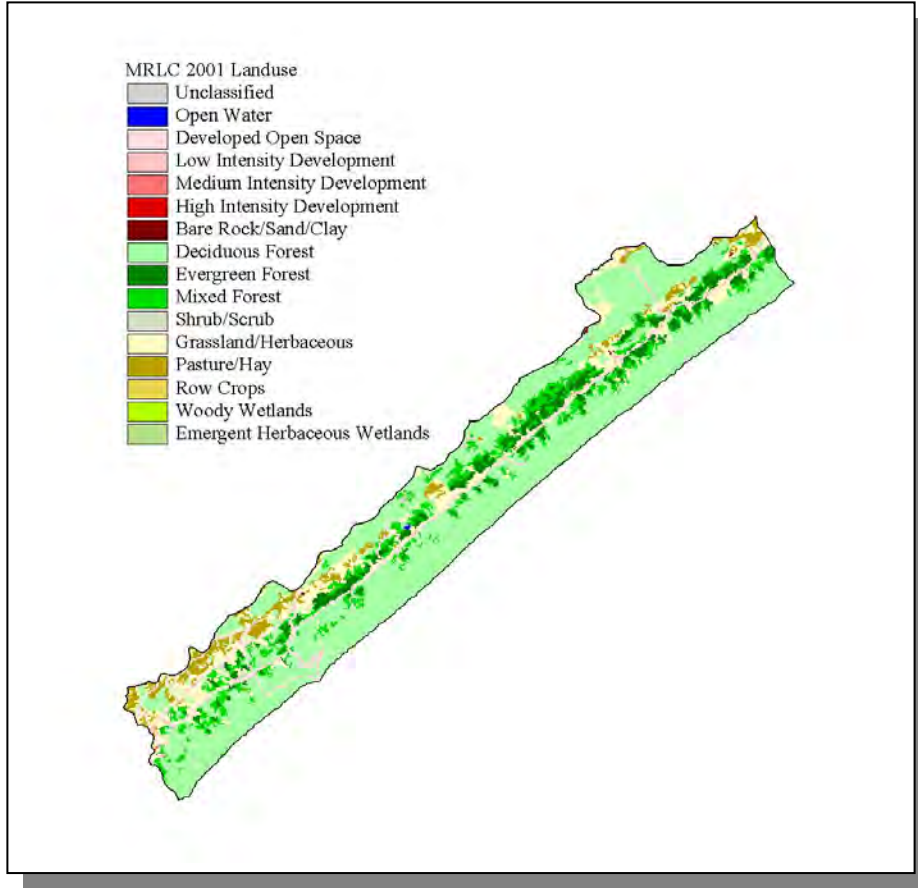 MRLC 2001 Landuse
Unclassified
Open Water
Developed Open Space
Low Intensity Development
Medium Intensity Development
High Intensity Development
Bare Rock/Sand/Clay
Deciduous Forest
Evergreen Forest
Mixed Forest
Shrub/Scrub
Grassland/Herbaceous
Pasture/Hay
Row Crops
Woody Wetlands
Emergent Herbaceous Wetlands